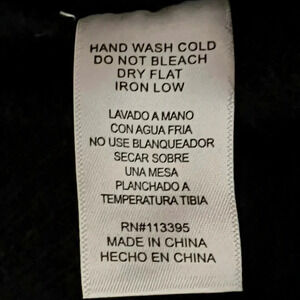 HAND WASH COLD
DO NOT BLEACH
DRY FLAT
IRON LOW
LAVADO A MANO
CON AGUA FRIA
NO USE BLANQUEADOR
SECAR SOBRE
UNA MESA
PLANCHADO A
TEMPERATURA TIBIA
RN#113395
MADE IN CHINA
HECHO EN CHINA